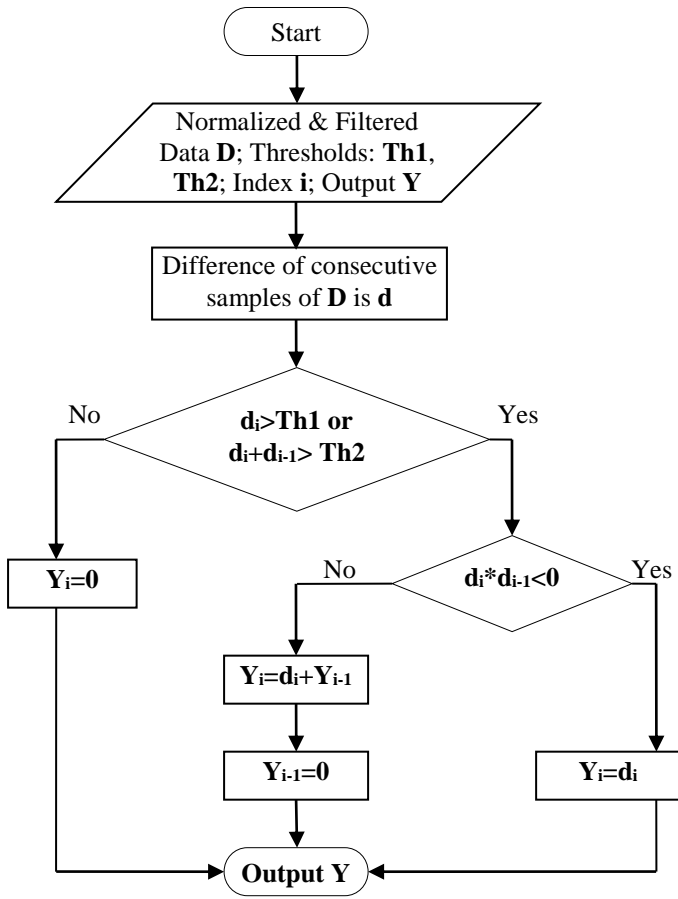 Start
Normalized & Filtered
Data D; Thresholds: Th1,
Th2; Index i; Output Y
Difference of consecutive
samples of D is d
No
Yes
dᵢ>Th1 or
dᵢ+dᵢ₋₁> Th2
Yᵢ=0
No
dᵢ*dᵢ₋₁<0
Yes
Yᵢ=dᵢ+Yᵢ₋₁
Yᵢ₋₁=0
Yᵢ=dᵢ
Output Y